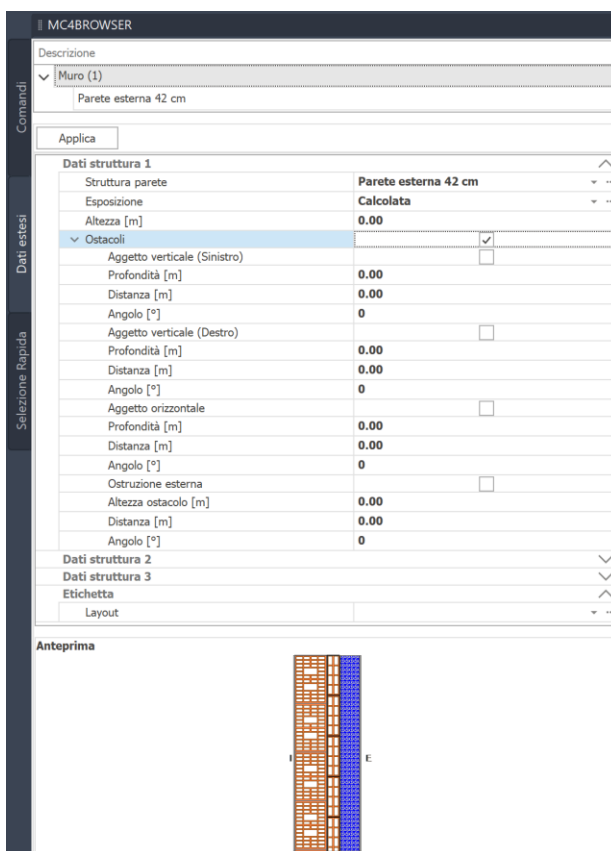 MC4BROWSER
Descrizione
Muro (1)
Parete esterna 42 cm
Comandi
Dati estesi
Selezione Rapida
Applica
Dati struttura 1
Struttura parete Parete esterna 42 cm
Esposizione Calcolata
Altezza [m] 0.00
Ostacoli
Aggetto verticale (Sinistro)
Profondità [m] 0.00
Distanza [m] 0.00
Angolo [°] 0
Aggetto verticale (Destro)
Profondità [m] 0.00
Distanza [m] 0.00
Angolo [°] 0
Aggetto orizzontale
Profondità [m] 0.00
Distanza [m] 0.00
Angolo [°] 0
Ostruzione esterna
Altezza ostacolo [m] 0.00
Distanza [m] 0.00
Angolo [°] 0
Dati struttura 2
Dati struttura 3
Etichetta
Layout
Anteprima
I E